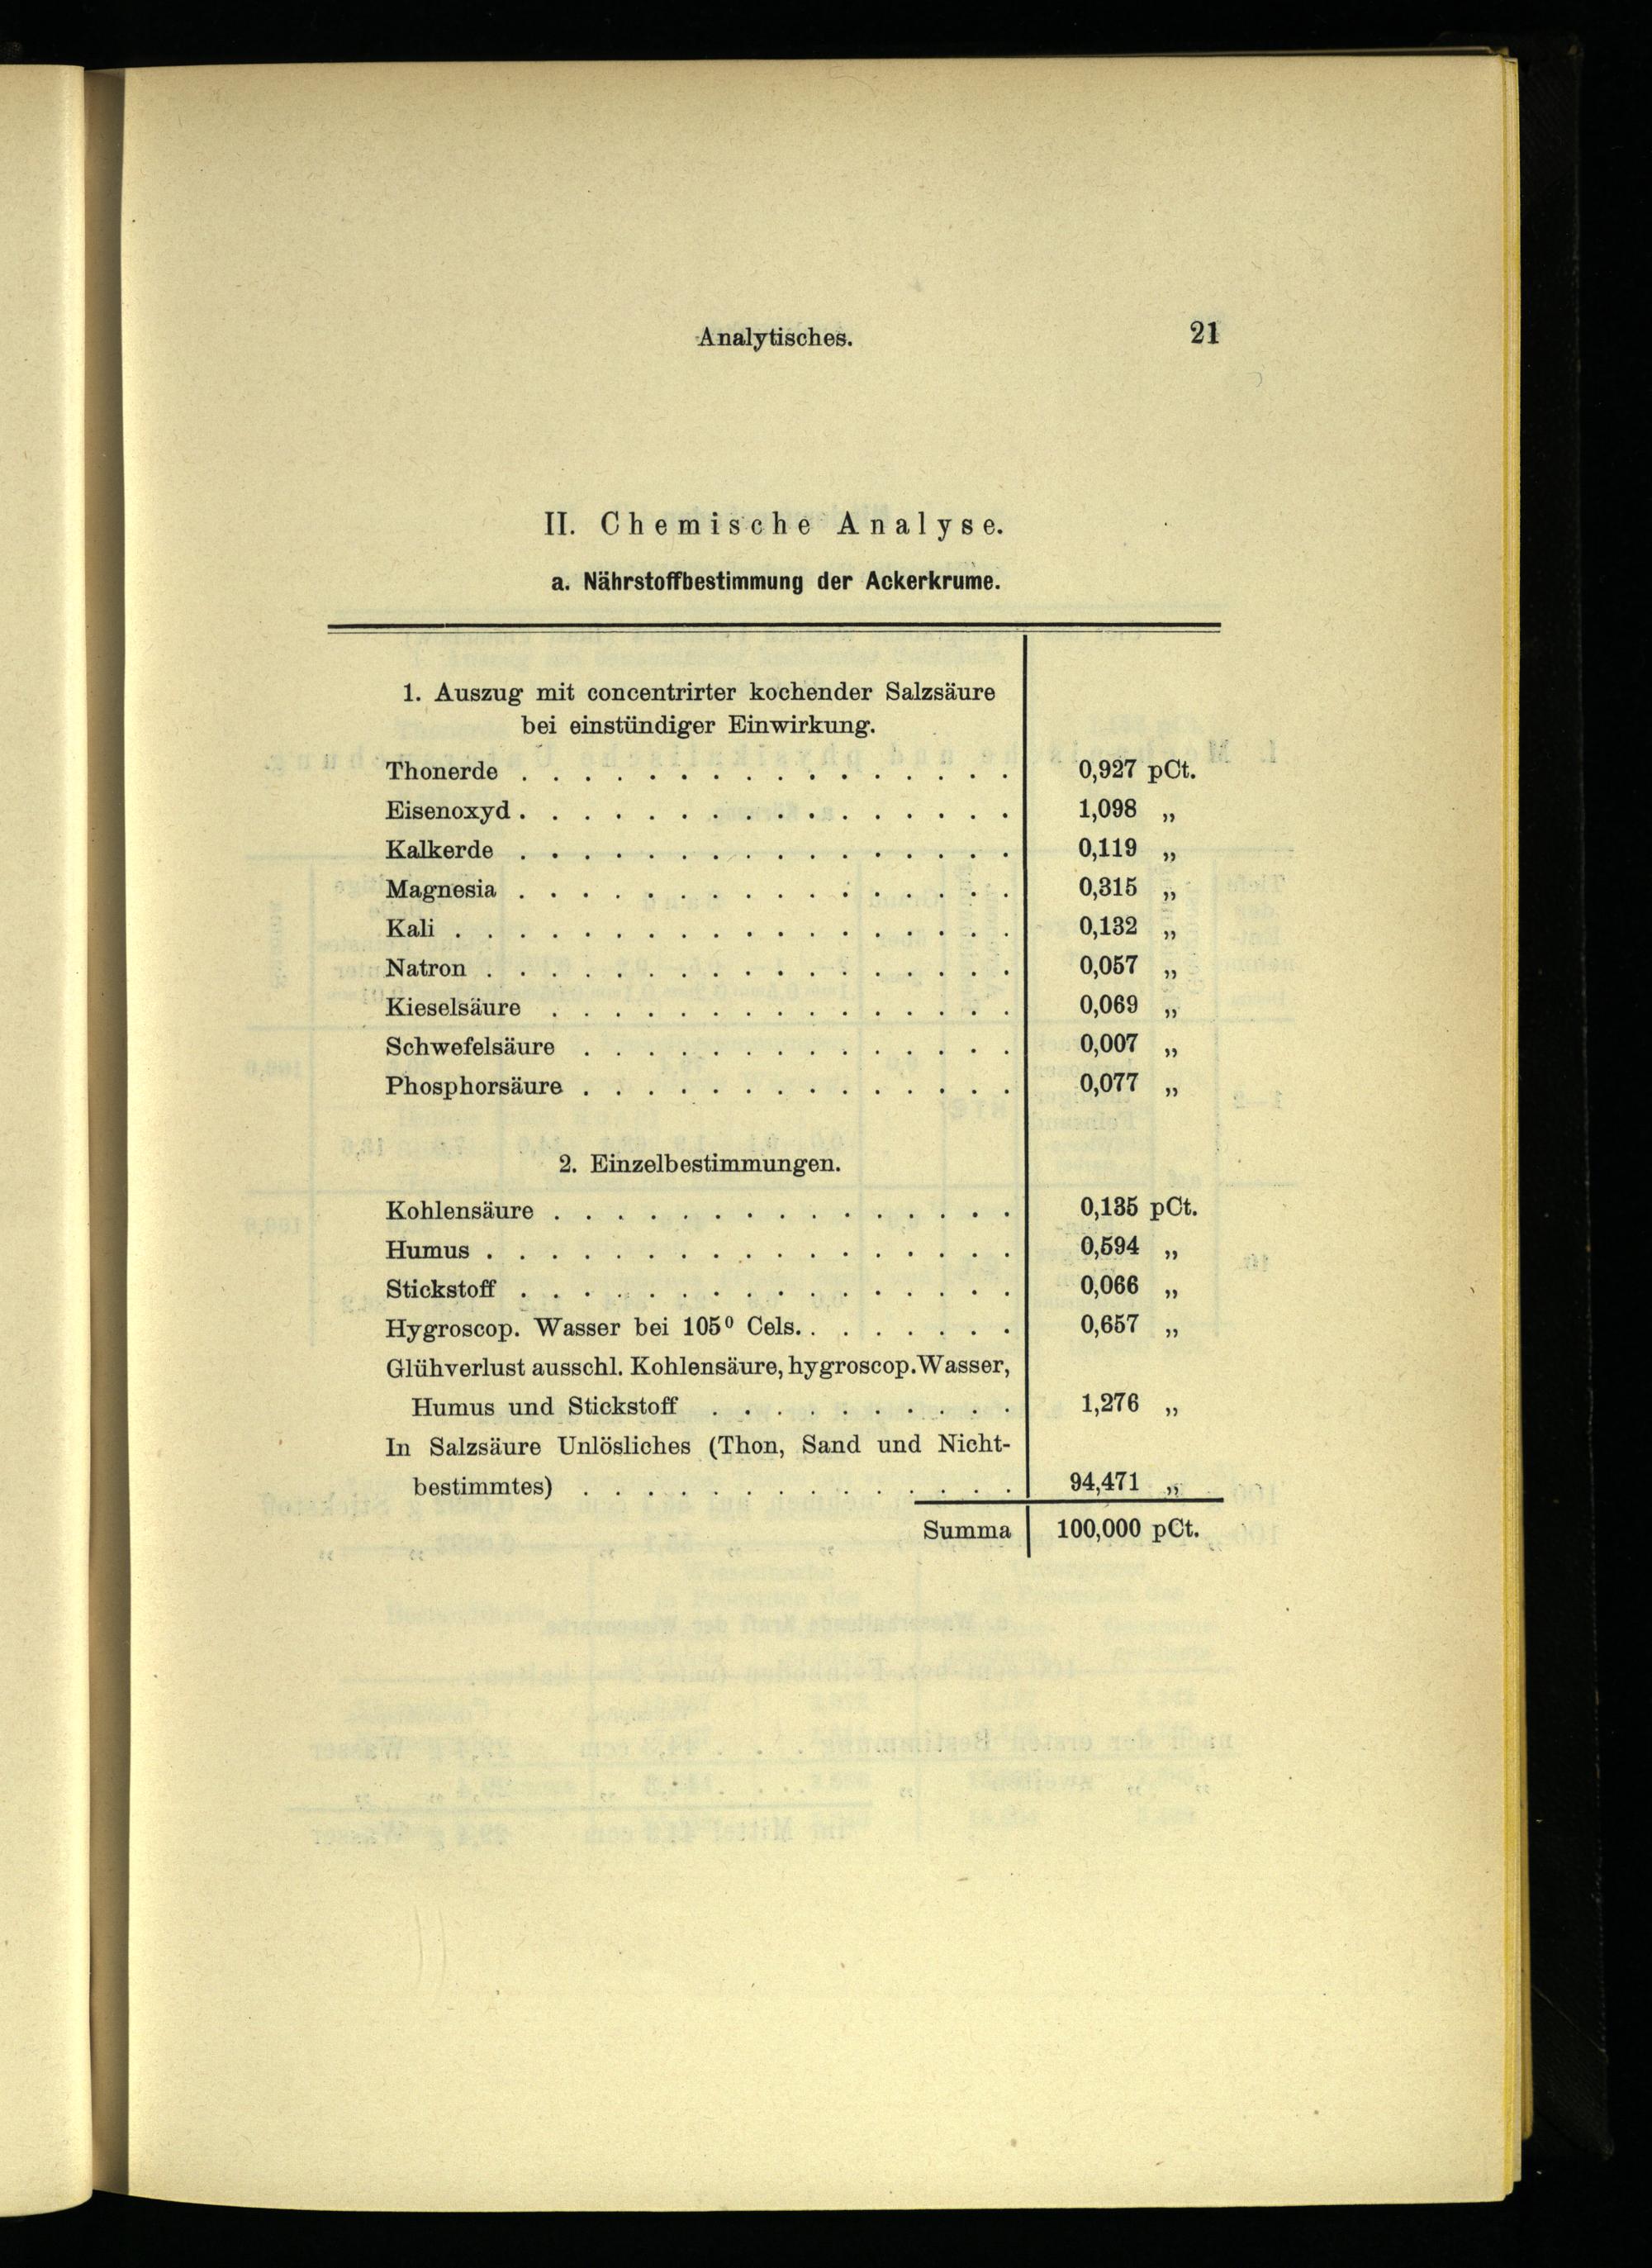 Analytisches. 21
II. Chemische Analyse.
a. Nährstoffbestimmung der Ackerkrume.
1. Auszug mit concentrirter kochender Salzsäure
bei einstündiger Einwirkung.
Thonerde . . . . . . . . . . . . . . . . 0,927 pCt.
Eisenoxyd . . . . . . . . . . . . . . . . 1,098 „
Kalkerde . . . . . . . . . . . . . . . . 0,119 „
Magnesia . . . . . . . . . . . . . . . . 0,315 „
Kali . . . . . . . . . . . . . . . . . . 0,132 „
Natron . . . . . . . . . . . . . . . . . 0,057 „
Kieselsäure . . . . . . . . . . . . . . . 0,069 „
Schwefelsäure . . . . . . . . . . . . . . 0,007 „
Phosphorsäure . . . . . . . . . . . . . . 0,077 „
2. Einzelbestimmungen.
Kohlensäure . . . . . . . . . . . . . . . 0,135 pCt.
Humus . . . . . . . . . . . . . . . . . 0,594 „
Stickstoff . . . . . . . . . . . . . . . . 0,066 „
Hygroscop. Wasser bei 105⁰ Cels. . . . . . . . 0,657 „
Glühverlust ausschl. Kohlensäure, hygroscop. Wasser,
Humus und Stickstoff . . . . . . . . . . 1,276 „
In Salzsäure Unlösliches (Thon, Sand und Nicht-
bestimmtes) . . . . . . . . . . . . . . 94,471 „
Summa 100,000 pCt.